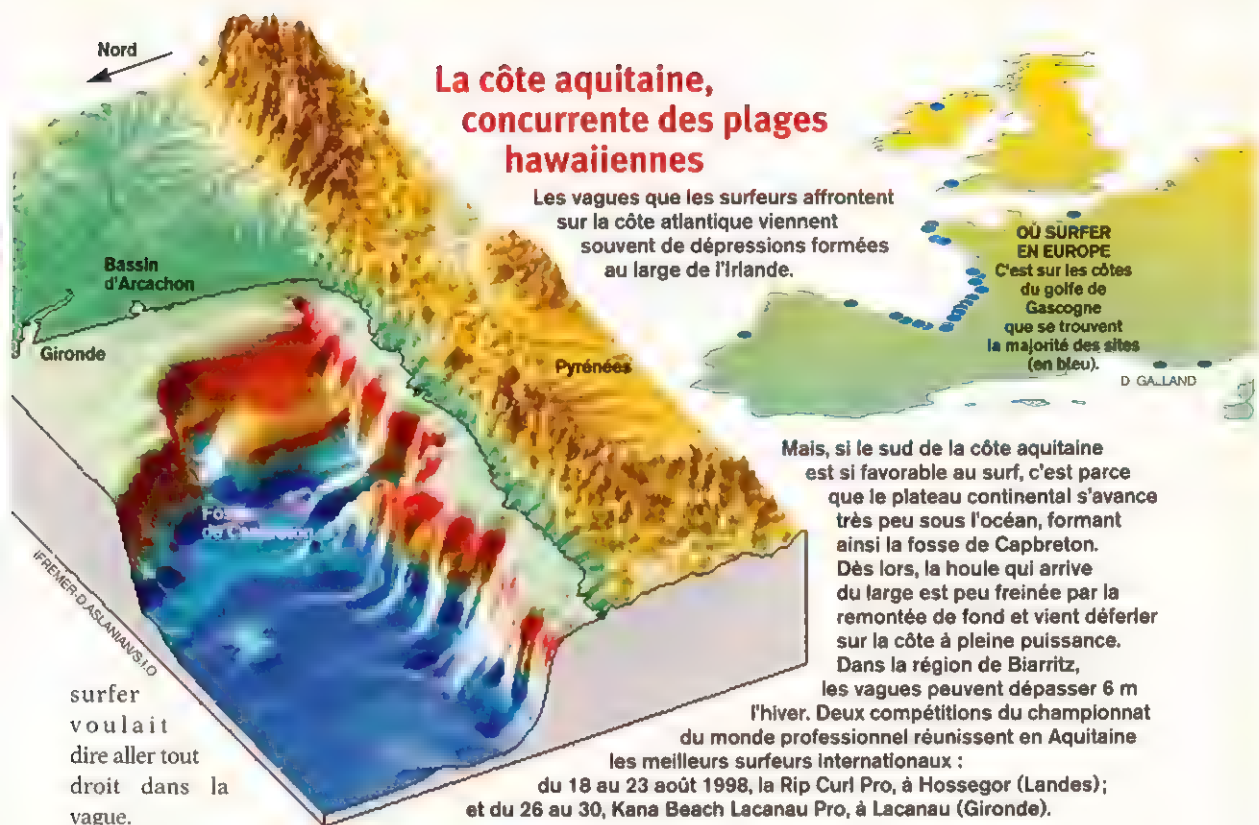 Nord
La côte aquitaine,
concurrente des plages
hawaiiennes
Les vagues que les surfeurs affrontent
sur la côte atlantique viennent
souvent de dépressions formées
au large de l'Irlande.
Bassin
d'Arcachon
Gironde
Pyrénées
Fosse
de Capbreton
IFREMER-D.ASLANIAN/S.I.O
OÙ SURFER
EN EUROPE
C'est sur les côtes
du golfe de
Gascogne
que se trouvent
la majorité des sites
(en bleu).
D. GALLAND
Mais, si le sud de la côte aquitaine
est si favorable au surf, c'est parce
que le plateau continental s'avance
très peu sous l'océan, formant
ainsi la fosse de Capbreton.
Dès lors, la houle qui arrive
du large est peu freinée par la
remontée de fond et vient déferler
sur la côte à pleine puissance.
Dans la région de Biarritz,
les vagues peuvent dépasser 6 m
l'hiver. Deux compétitions du championnat
du monde professionnel réunissent en Aquitaine
les meilleurs surfeurs internationaux :
du 18 au 23 août 1998, la Rip Curl Pro, à Hossegor (Landes);
et du 26 au 30, Kana Beach Lacanau Pro, à Lacanau (Gironde).
surfer
voulait
dire aller tout
droit dans la
vague.